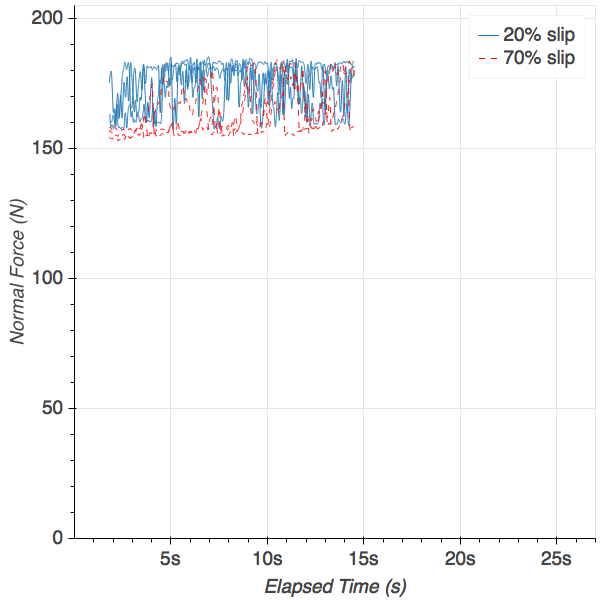 200
150
100
50
0
Normal Force (N)
20% slip
70% slip
5s
10s
15s
20s
25s
Elapsed Time (s)